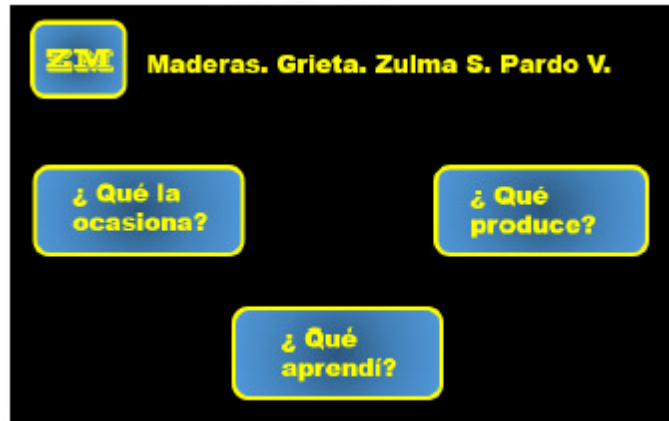 ZM
Maderas. Grieta. Zulma S. Pardo V.
¿ Qué la
ocasiona?
¿ Qué
produce?
¿ Qué
aprendí?